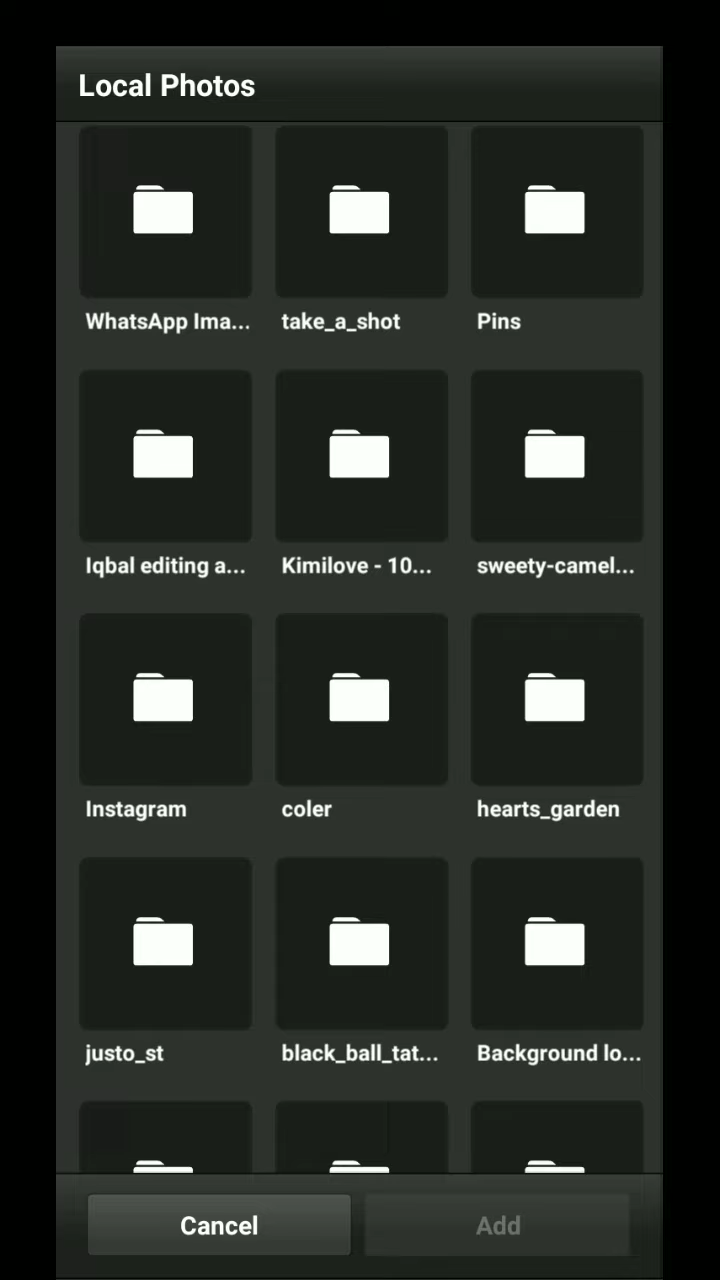 Local Photos
WhatsApp Ima...
take_a_shot
Pins
Iqbal editing a...
Kimilove - 10...
sweety-camel...
Instagram
coler
hearts_garden
justo_st
black_ball_tat...
Background lo...
Cancel
Add